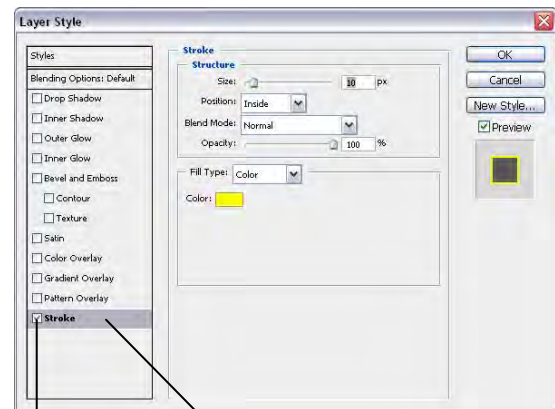 Layer Style
Styles
Blending Options: Default
Drop Shadow
Inner Shadow
Outer Glow
Inner Glow
Bevel and Emboss
Contour
Texture
Satin
Color Overlay
Gradient Overlay
Pattern Overlay
Stroke
Stroke
Structure
Size: 10 px
Position: Inside
Blend Mode: Normal
Opacity: 100 %
Fill Type: Color
Color:
OK
Cancel
New Style...
Preview